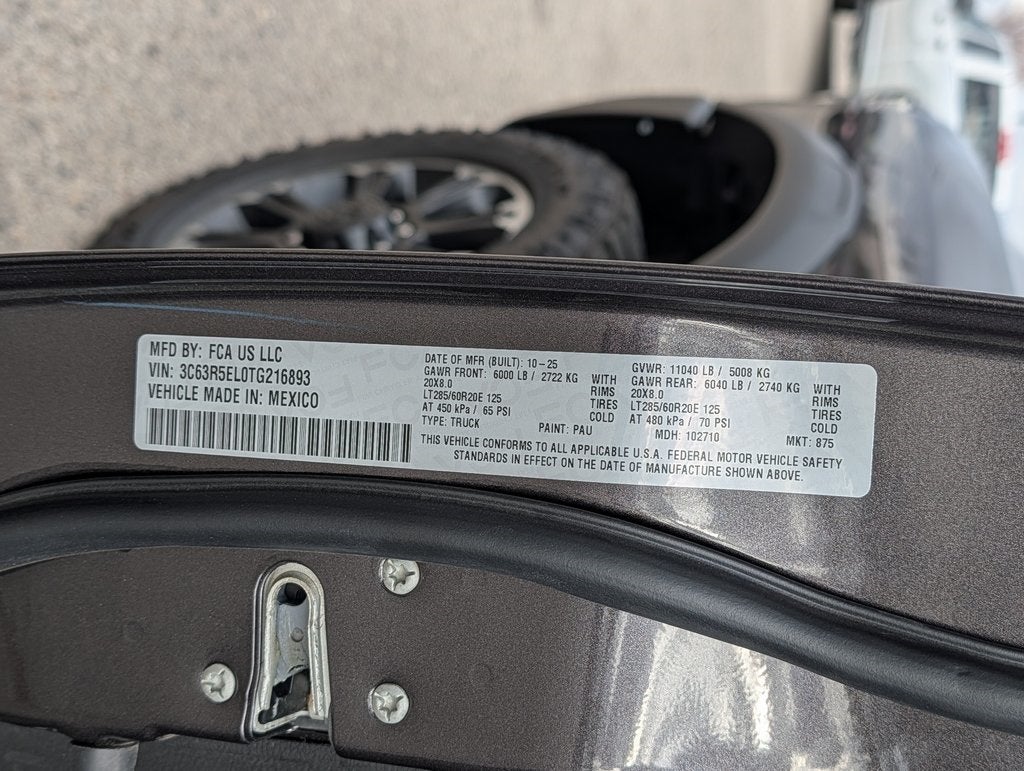 MFD BY: FCA US LLC
VIN: 3C63R5EL0TG216893
VEHICLE MADE IN: MEXICO
DATE OF MFR (BUILT): 10-25
GAWR FRONT: 6000 LB / 2722 KG
20X8.0
LT285/60R20E 125
AT 450 kPa / 65 PSI
TYPE: TRUCK
WITH
RIMS
TIRES
COLD
PAINT: PAU
GVWR: 11040 LB / 5008 KG
GAWR REAR: 6040 LB / 2740 KG
20X8.0
LT285/60R20E 125
AT 480 kPa / 70 PSI
MDH: 102710
WITH
RIMS
TIRES
COLD
MKT: 875
THIS VEHICLE CONFORMS TO ALL APPLICABLE U.S.A. FEDERAL MOTOR VEHICLE SAFETY
STANDARDS IN EFFECT ON THE DATE OF MANUFACTURE SHOWN ABOVE.